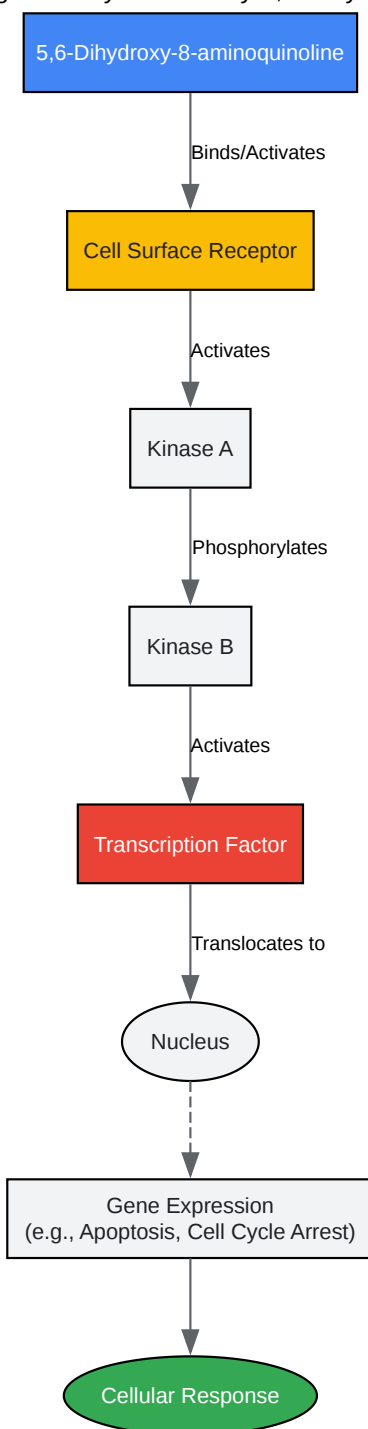 5,6-Dihydroxy-8-aminoquinoline
Binds/Activates
Cell Surface Receptor
Activates
Kinase A
Phosphorylates
Kinase B
Activates
Transcription Factor
Translocates to
Nucleus
Gene Expression
(e.g., Apoptosis, Cell Cycle Arrest)
Cellular Response